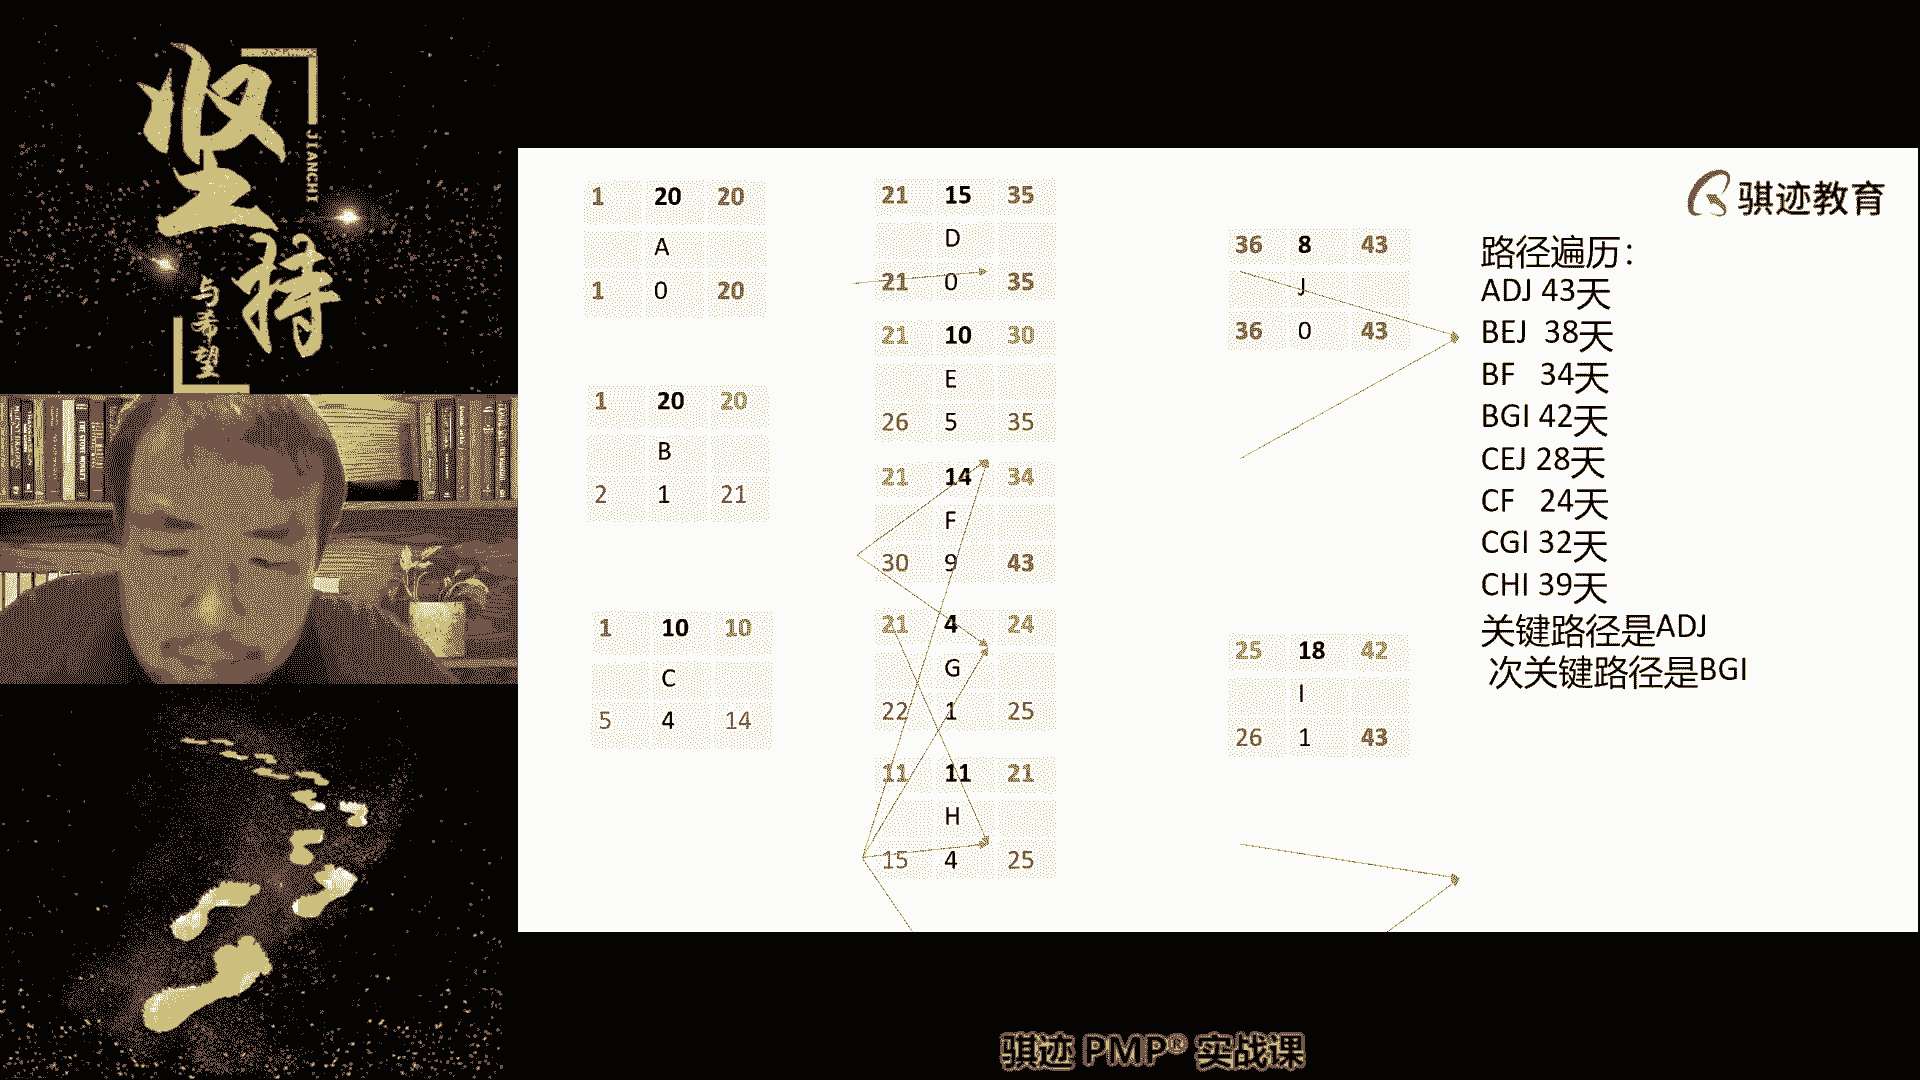 坚持
JIANCHI
与希望
骐迹教育
1 20 20
A
1 0 20
1 20 20
B
2 1 21
1 10 10
C
5 4 14
21 15 35
D
21 0 35
21 10 30
E
26 5 35
21 14 34
F
30 9 43
21 4 24
G
22 1 25
11 11 21
H
15 4 25
36 8 43
J
36 0 43
25 18 42
I
26 1 43
路径遍历：
ADJ 43天
BEJ 38天
BF 34天
BGI 42天
CEJ 28天
CF 24天
CGI 32天
CHI 39天
关键路径是ADJ
次关键路径是BGI
骐迹 PMP® 实战课